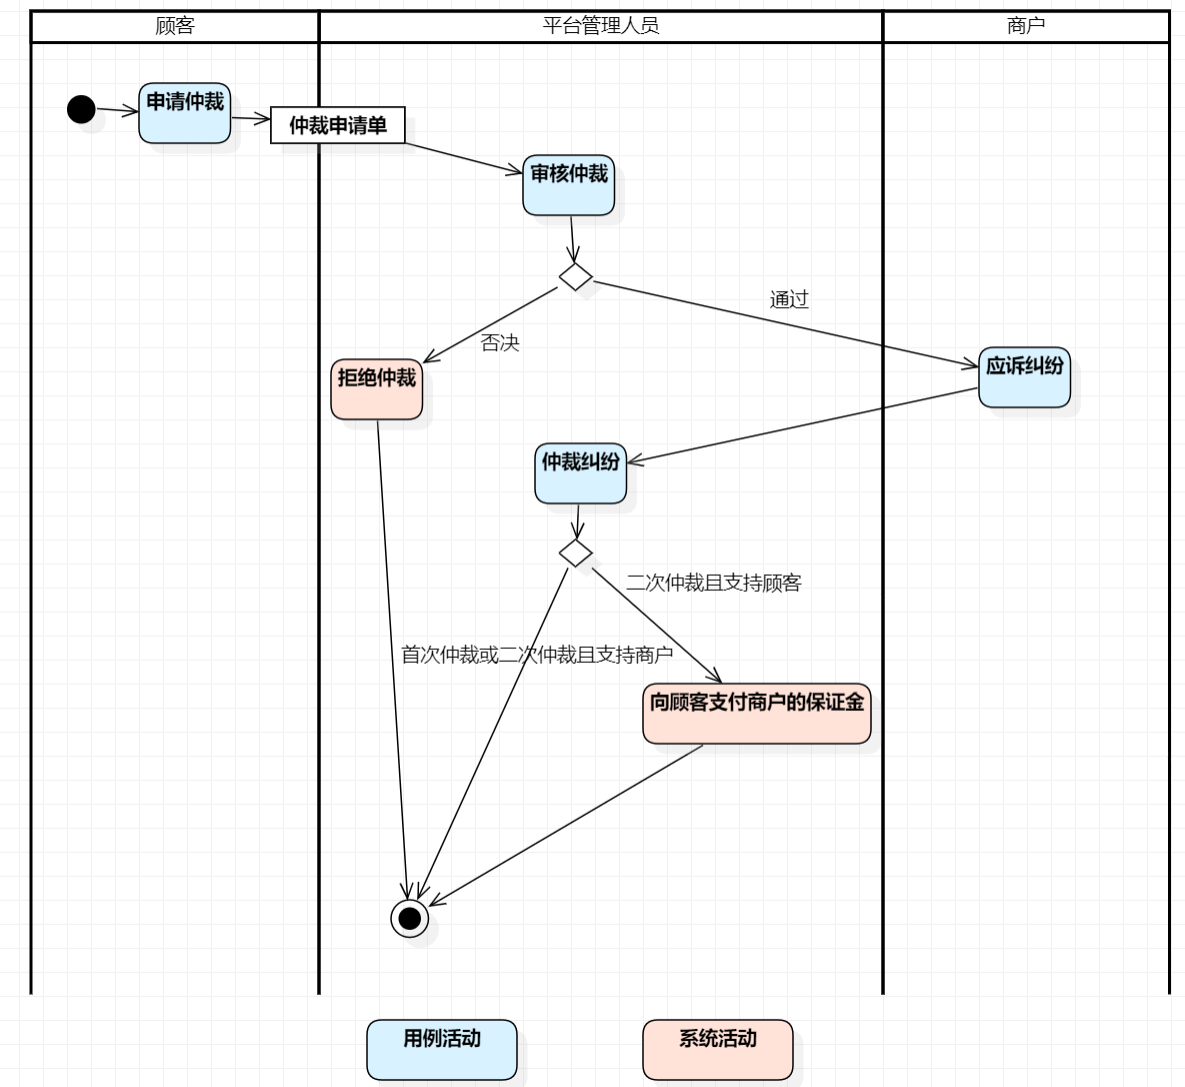 顾客
平台管理人员
商户
申请仲裁
仲裁申请单
审核仲裁
通过
否决
应诉纠纷
拒绝仲裁
仲裁纠纷
二次仲裁且支持顾客
首次仲裁或二次仲裁且支持商户
向顾客支付商户的保证金
用例活动
系统活动